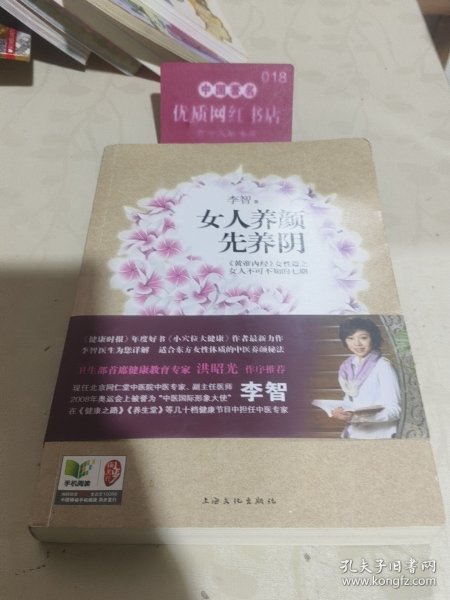 018
中国著名
优质网红书店
李智 著
女人养颜
先养阴
《黄帝内经》女性篇之
女人不可不知的七期
《健康时报》年度好书《小穴位大健康》作者最新力作
李智医生为您详解 适合东方女性体质的中医养颜秘法
卫生部首席健康教育专家 洪昭光 作序推荐
现任北京同仁堂中医院中医专家、副主任医师
2008年奥运会上被誉为“中医国际形象大使”
李智
在《健康之路》《养生堂》等几十档健康节目中担任中医专家
手机阅读
上海文化出版社
孔夫子旧书网
www.kongfz.com